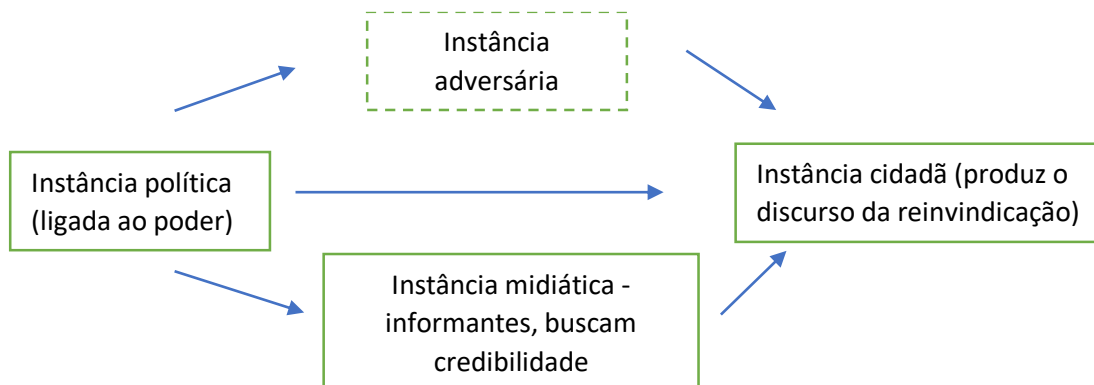 Instância
adversária
Instância política
(ligada ao poder)
Instância cidadã (produz o
discurso da reinvindicação)
Instância midiática -
informantes, buscam
credibilidade